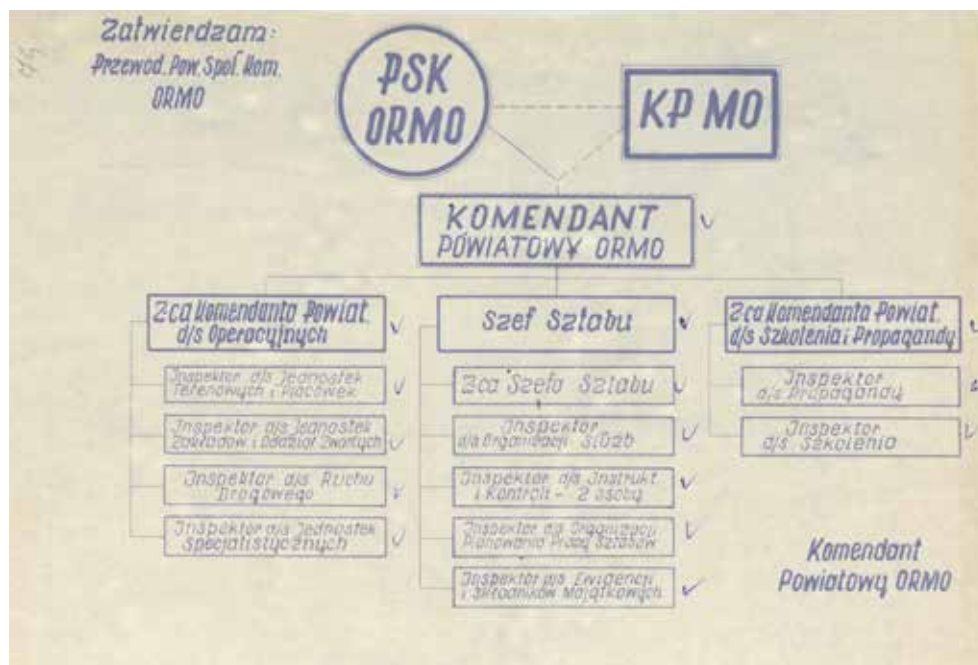 Zatwierdzam:
Przewod. Pow. Społ. Kom.
ORMO
PSK
ORMO
KP MO
KOMENDANT
POWIATOWY ORMO
Z-ca Komendanta Powiat.
d/s Operacyjnych
Inspektor d/s Jednostek
Terenowych i Placówek
Inspektor d/s Jednostek
Zakładów i Oddział. Zwartych
Inspektor d/s Ruchu
Drogowego
Inspektor d/s Jednostek
specjalistycznych
Szef Sztabu
Z-ca Szefa Sztabu
Inspektor
d/s Organizacji Służb
Inspektor d/s Instrukt.
i Kontroli - 2 osoby
Inspektor d/s Organizacji
Planowania Pracy Sztabów
Inspektor d/s Ewidencji
i Składników Majątkowych
Z-ca Komendanta Powiat.
d/s Szkolenia i Propagandy
Inspektor
d/s Propagandy
Inspektor
d/s Szkolenia
Komendant
Powiatowy ORMO